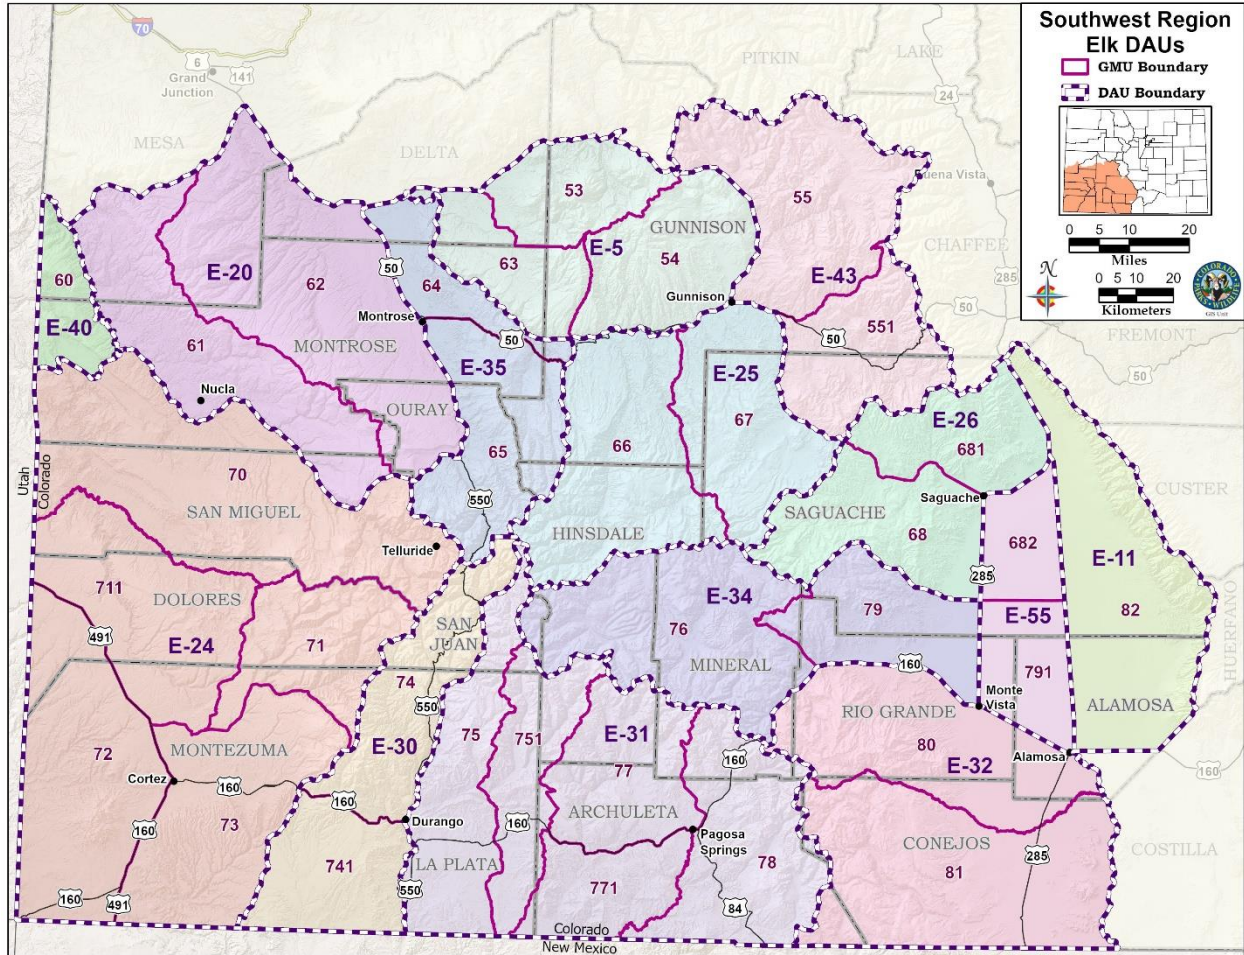 Southwest Region
Elk DAUs
GMU Boundary
DAU Boundary
0 5 10 20
Miles
0 5 10 20
Kilometers
N
COLORADO
PARKS
WILDLIFE
GIS Unit
70
6
141
Grand
Junction
MESA
DELTA
PITKIN
LAKE
24
Buena Vista
CHAFFEE
285
50
FREMONT
50
CUSTER
HUERFANO
COSTILLA
160
53
55
GUNNISON
E-5
63
54
E-43
Gunnison
551
50
E-20
62
50
64
60
E-40
61
Montrose
MONTROSE
50
E-35
Nucla
OURAY
65
66
E-25
67
E-26
681
Saguache
SAGUACHE
68
682
285
E-11
82
E-55
70
SAN MIGUEL
Telluride
550
HINSDALE
Utah
Colorado
711
DOLORES
491
E-24
71
SAN
JUAN
74
E-34
76
MINERAL
79
160
Monte
Vista
791
ALAMOSA
Alamosa
550
75
751
E-31
77
RIO GRANDE
80
E-32
72
MONTEZUMA
E-30
Cortez
160
160
Durango
160
ARCHULETA
160
Pagosa
Springs
CONEJOS
285
160
73
741
LA PLATA
550
771
78
84
81
160
491
Colorado
New Mexico